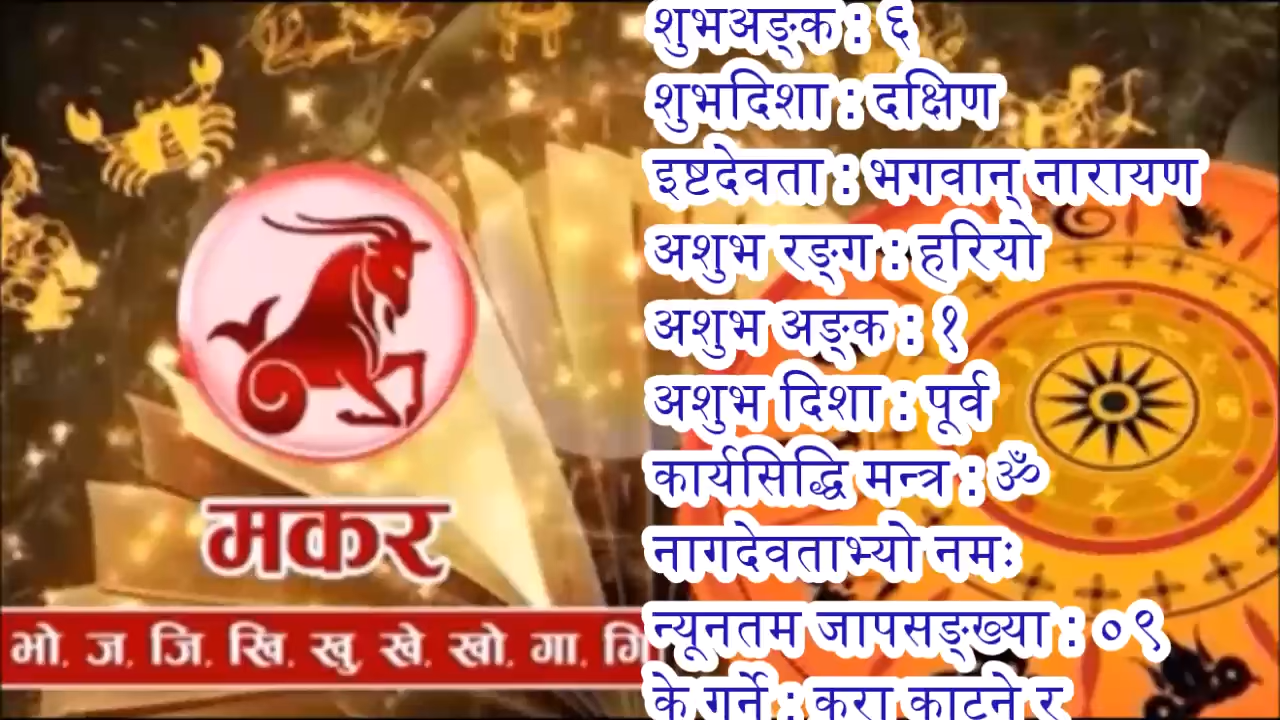 मकर
भो. ज. जि. खि. खु. खे. खो. गा. गि
शुभअङ्क : ६
शुभदिशा : दक्षिण
इष्टदेवता : भगवान् नारायण
अशुभ रङ्ग : हरियो
अशुभ अङ्क : १
अशुभ दिशा : पूर्व
कार्यसिद्धि मन्त्र : ॐ
नागदेवताभ्यो नमः
न्यूनतम जापसङ्ख्या : ०९
के गर्ने : कुरा काट्ने र